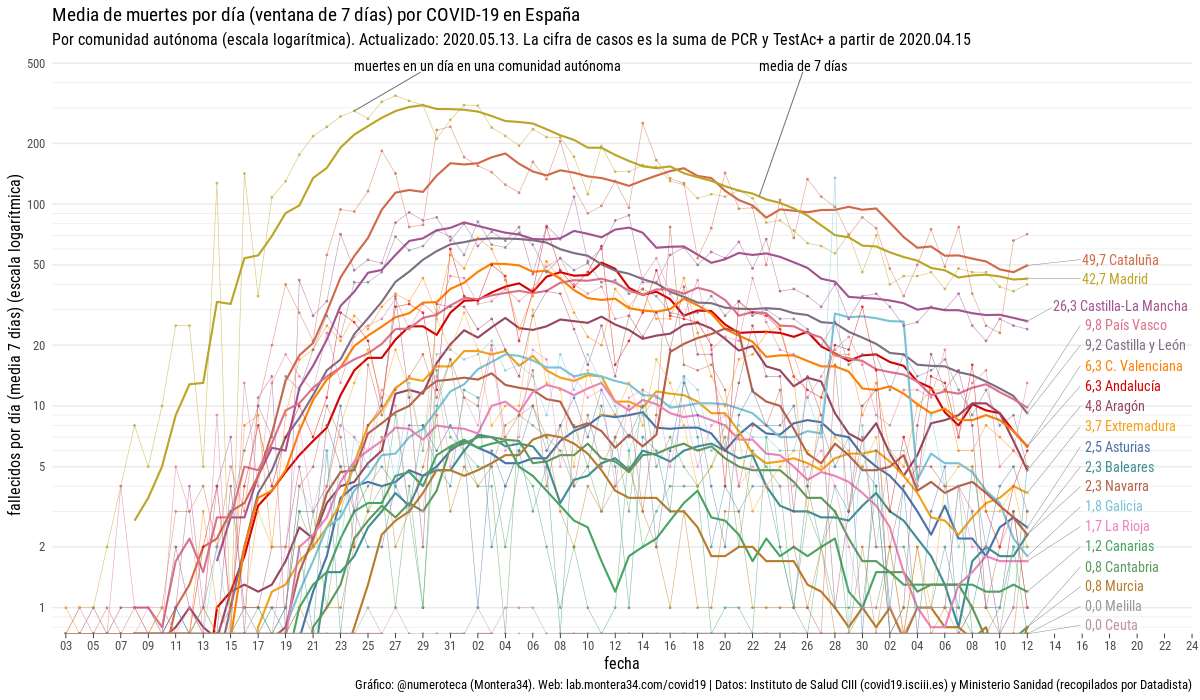 Media de muertes por día (ventana de 7 días) por COVID-19 en España
Por comunidad autónoma (escala logarítmica). Actualizado: 2020.05.13. La cifra de casos es la suma de PCR y TestAc+ a partir de 2020.04.15
muertes en un día en una comunidad autónoma
media de 7 días
fallecidos por día (media 7 días) (escala logarítmica)
500
200
100
50
20
10
5
2
1
49,7 Cataluña
42,7 Madrid
26,3 Castilla-La Mancha
9,8 País Vasco
9,2 Castilla y León
6,3 C. Valenciana
6,3 Andalucía
4,8 Aragón
3,7 Extremadura
2,5 Asturias
2,3 Baleares
2,3 Navarra
1,8 Galicia
1,7 La Rioja
1,2 Canarias
0,8 Cantabria
0,8 Murcia
0,0 Melilla
0,0 Ceuta
03 05 07 09 11 13 15 17 19 21 23 25 27 29 31 02 04 06 08 10 12 14 16 18 20 22 24 26 28 30 02 04 06 08 10 12 14 16 18 20 22 24
fecha
Gráfico: @numeroteca (Montera34). Web: lab.montera34.com/covid19 | Datos: Instituto de Salud CIII (covid19.isciii.es) y Ministerio Sanidad (recopilados por Datadista)